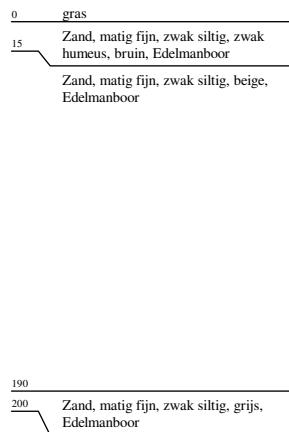 0 gras
Zand, matig fijn, zwak siltig, zwak
15
humeus, bruin, Edelmanboor
Zand, matig fijn, zwak siltig, beige,
Edelmanboor
190
200 Zand, matig fijn, zwak siltig, grijs,
Edelmanboor